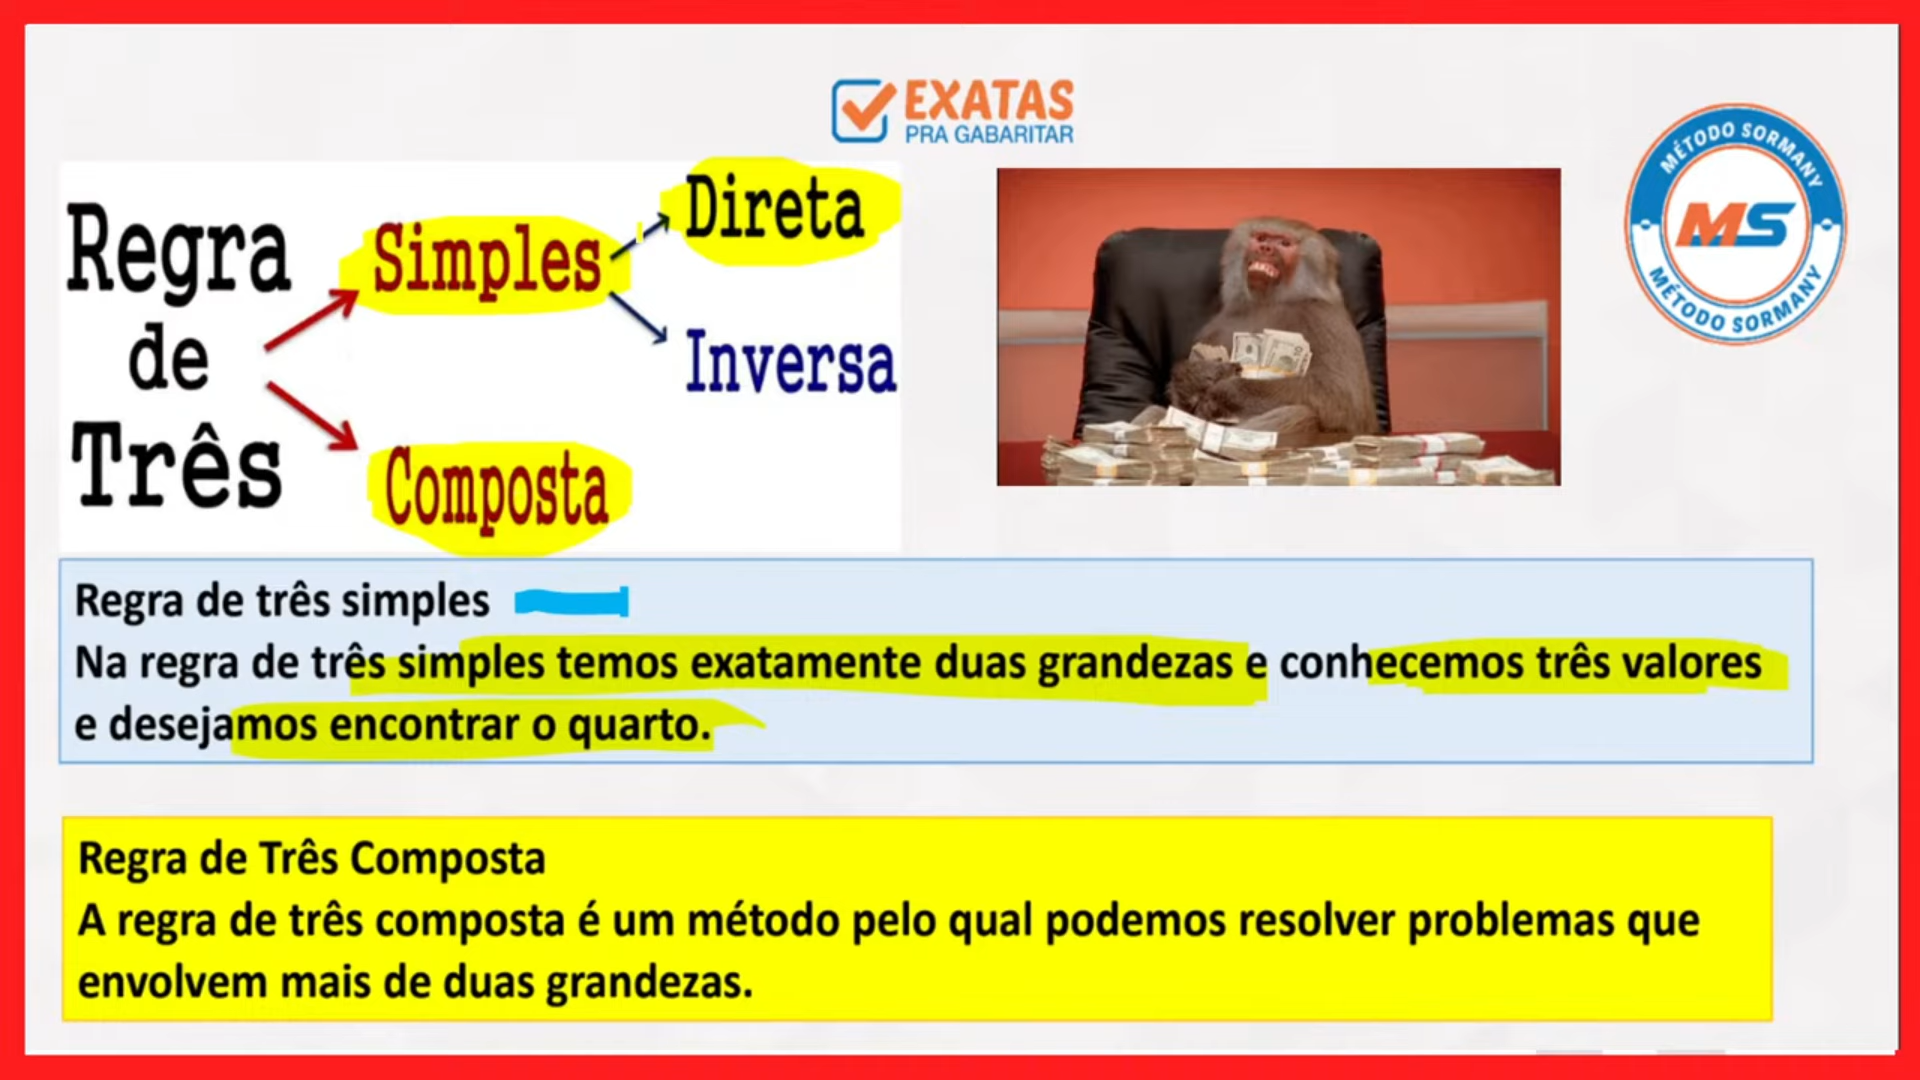 EXATAS
PRA GABARITAR
MÉTODO SORMANY
MS
MÉTODO SORMANY
Regra
de
Três
Simples
Composta
Direta
Inversa
Regra de três simples
Na regra de três simples temos exatamente duas grandezas e conhecemos três valores
e desejamos encontrar o quarto.
Regra de Três Composta
A regra de três composta é um método pelo qual podemos resolver problemas que
envolvem mais de duas grandezas.